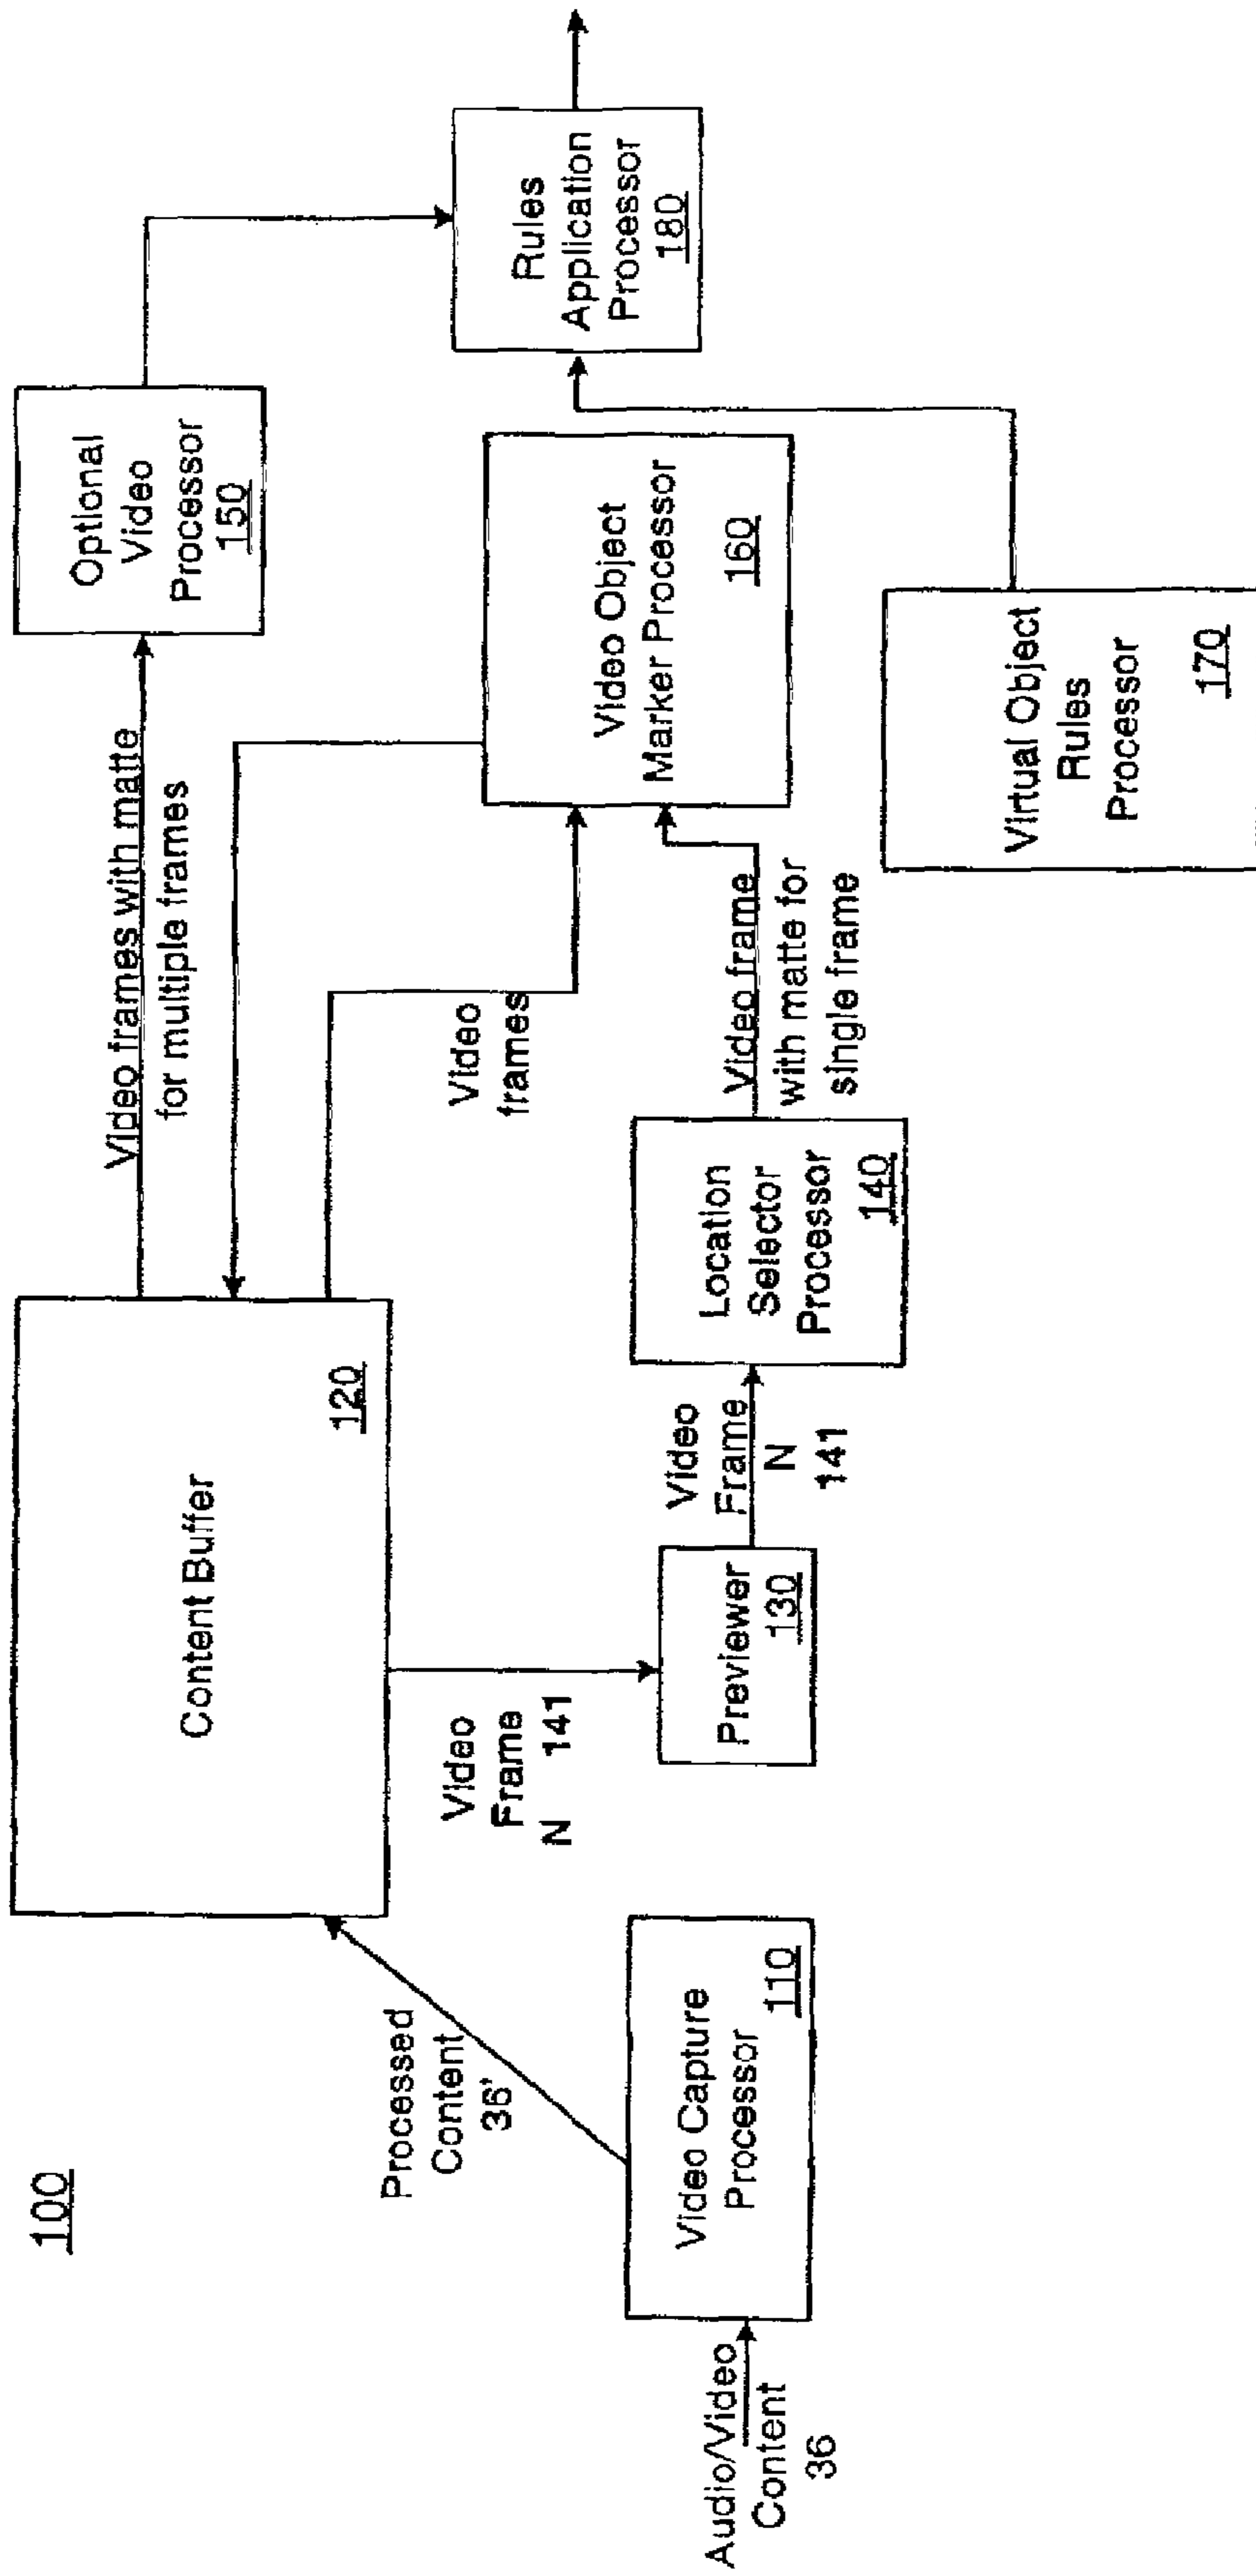 100
Audio/Video
Content
36
Video Capture
Processor
110
Processed
Content
36'
Content Buffer
120
Video
Frame
N 141
Previewer
130
Video
Frame
N
141
Location
Selector
Processor
140
Video frame
with matte for
single frame
Video
frames
Video frames with matte
for multiple frames
Optional
Video
Processor
150
Video Object
Marker Processor
160
Virtual Object
Rules
Processor
170
Rules
Application
Processor
180